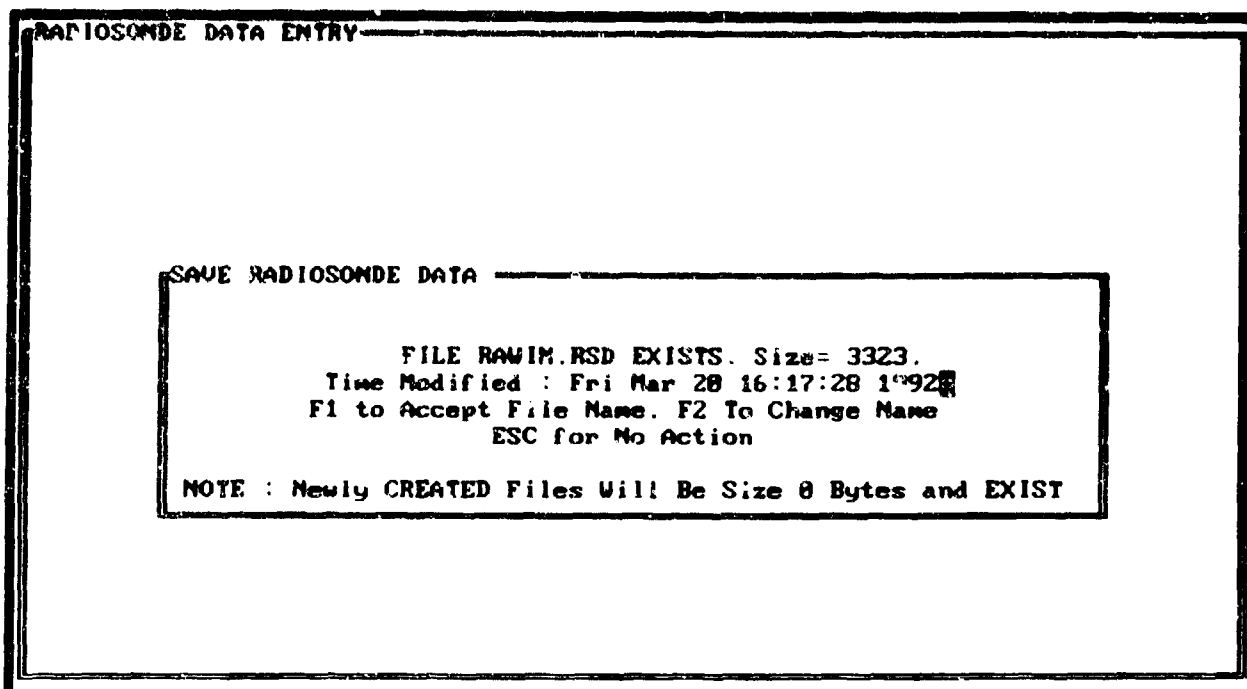 RADIOSONDE DATA ENTRY
SAVE RADIOSONDE DATA
FILE RAWIM.RSD EXISTS. Size= 3323.
Time Modified : Fri Mar 20 16:17:28 1992
F1 to Accept File Name. F2 To Change Name
ESC for No Action
NOTE : Newly CREATED Files Will Be Size 0 Bytes and EXIST